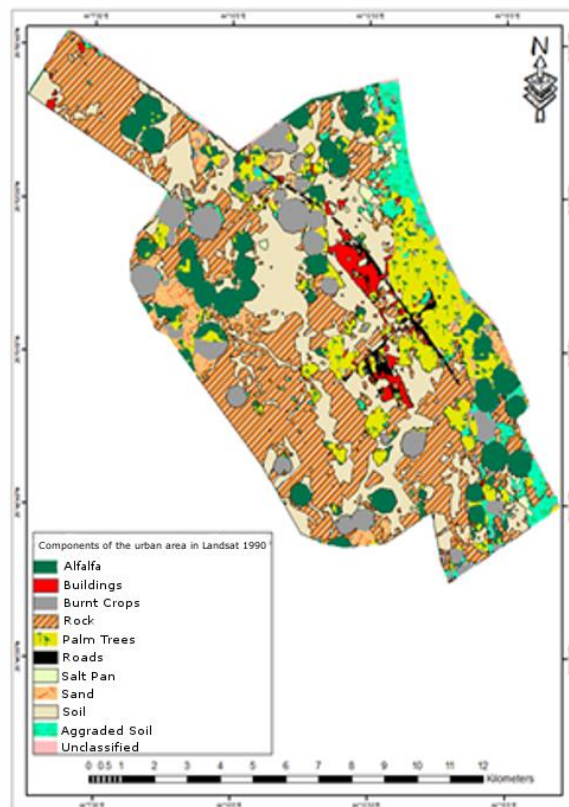 N
Components of the urban area in Landsat 1990
Alfalfa
Buildings
Burnt Crops
Rock
Palm Trees
Roads
Salt Pan
Sand
Soil
Aggraded Soil
Unclassified
0 0.5 1 2 3 4 5 6 7 8 9 10 11 12
Kilometers